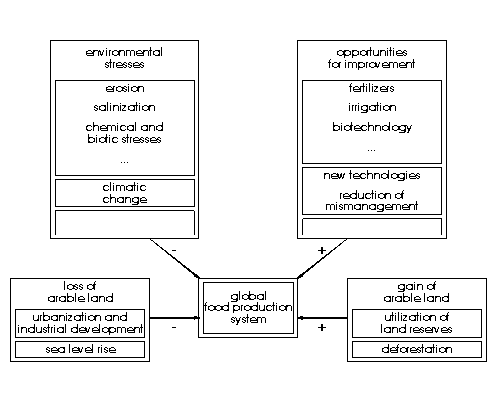 environmental
stresses
erosion
salinization
chemical and
biotic stresses
...
climatic
change
opportunities
for improvement
fertilizers
irrigation
biotechnology
...
new technologies
reduction of
mismanagement
-
+
loss of
arable land
urbanization and
industrial development
sea level rise
-
global
food production
system
+
gain of
arable land
utilization of
land reserves
deforestation